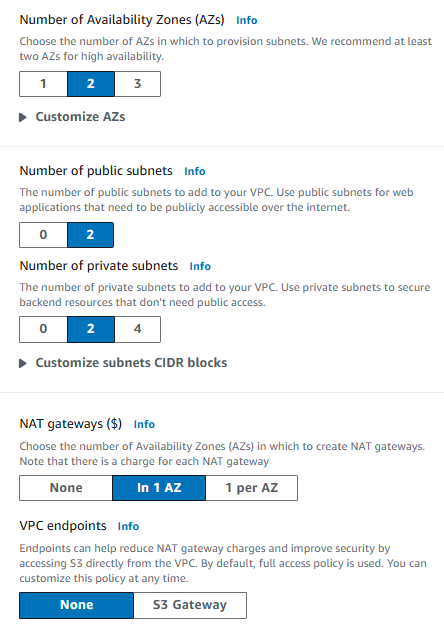 Number of Availability Zones (AZs) Info
Choose the number of AZs in which to provision subnets. We recommend at least
two AZs for high availability.
1 2 3
Customize AZs
Number of public subnets Info
The number of public subnets to add to your VPC. Use public subnets for web
applications that need to be publicly accessible over the internet.
0 2
Number of private subnets Info
The number of private subnets to add to your VPC. Use private subnets to secure
backend resources that don't need public access.
0 2 4
Customize subnets CIDR blocks
NAT gateways ($) Info
Choose the number of Availability Zones (AZs) in which to create NAT gateways.
Note that there is a charge for each NAT gateway
None In 1 AZ 1 per AZ
VPC endpoints Info
Endpoints can help reduce NAT gateway charges and improve security by
accessing S3 directly from the VPC. By default, full access policy is used. You can
customize this policy at any time.
None S3 Gateway